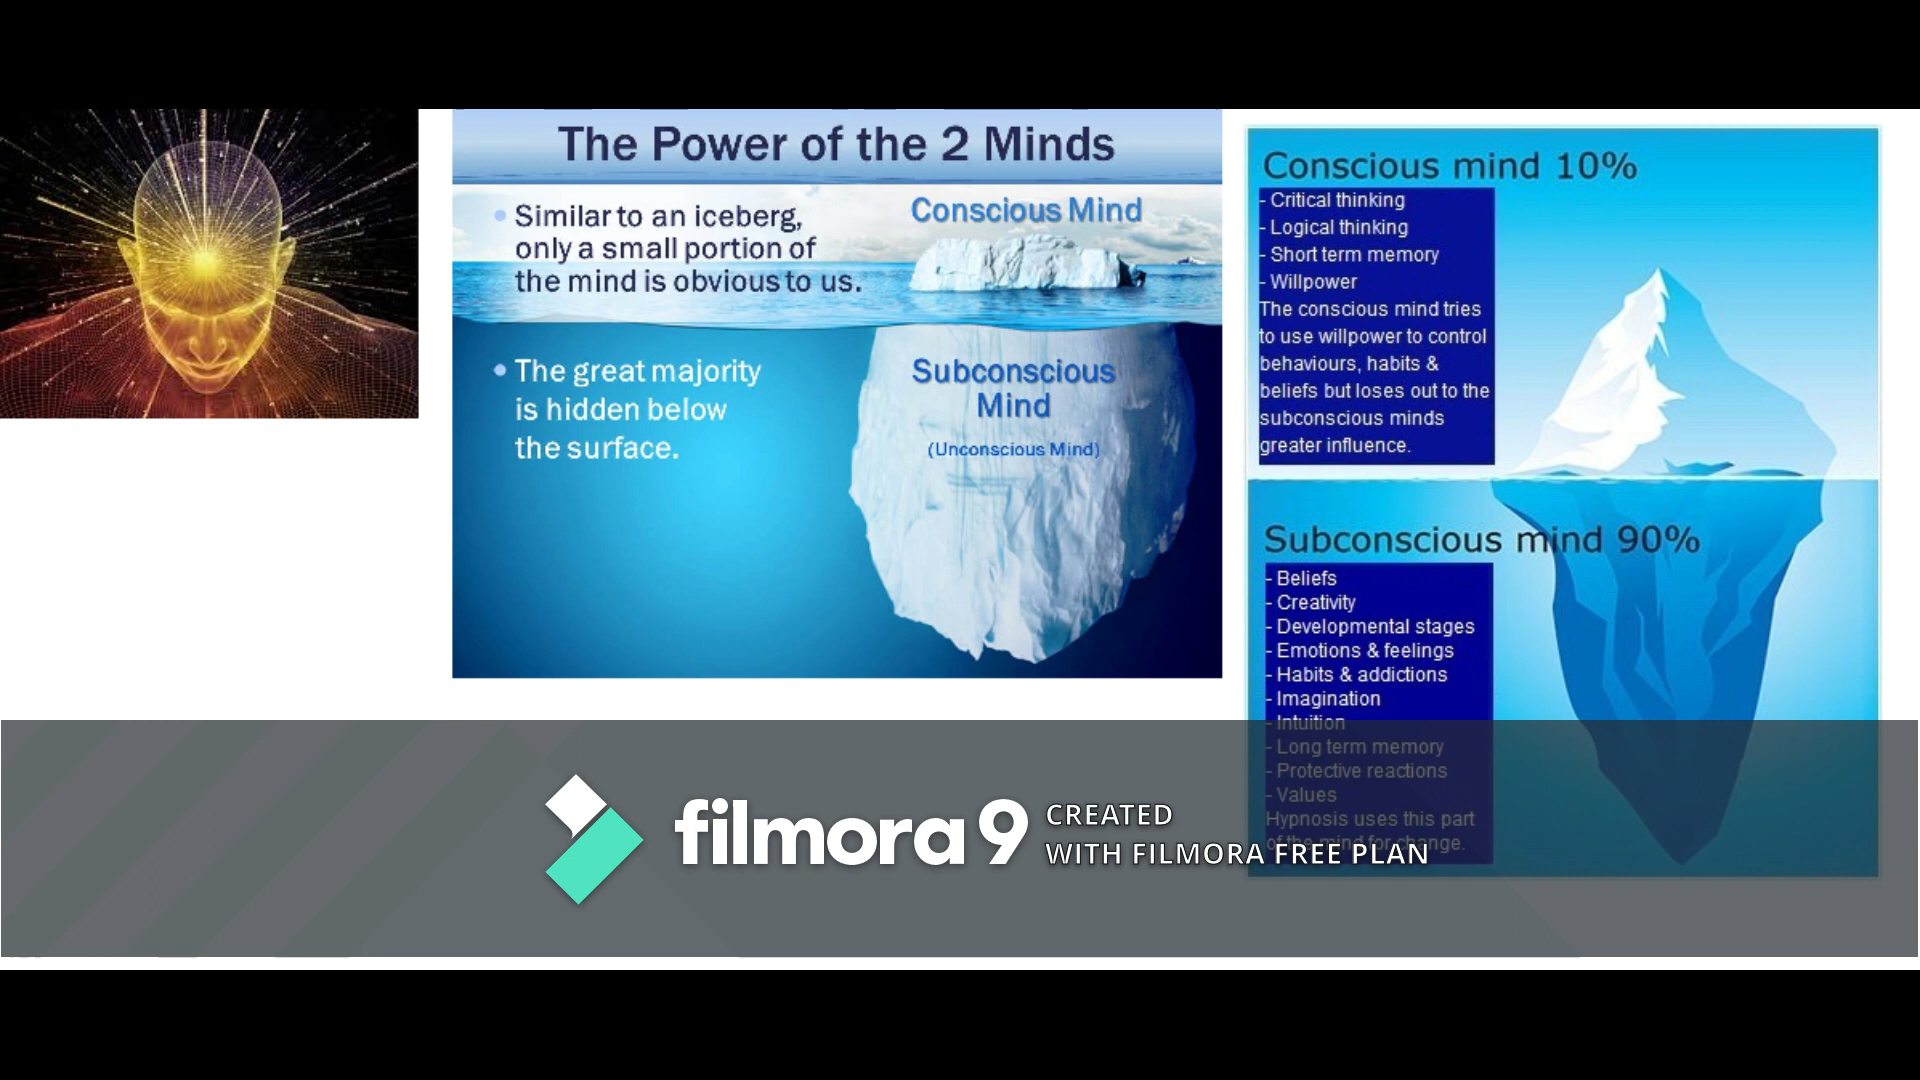 The Power of the 2 Minds
Similar to an iceberg,
only a small portion of
the mind is obvious to us.
Conscious Mind
The great majority
is hidden below
the surface.
Subconscious
Mind
(Unconscious Mind)
Conscious mind 10%
- Critical thinking
- Logical thinking
- Short term memory
- Willpower
The conscious mind tries
to use willpower to control
behaviours, habits &
beliefs but loses out to the
subconscious minds
greater influence.
Subconscious mind 90%
- Beliefs
- Creativity
- Developmental stages
- Emotions & feelings
- Habits & addictions
- Imagination
- Intuition
- Long term memory
- Protective reactions
- Values
Hypnosis uses this part
of the mind for change.
filmora 9
CREATED
WITH FILMORA FREE PLAN